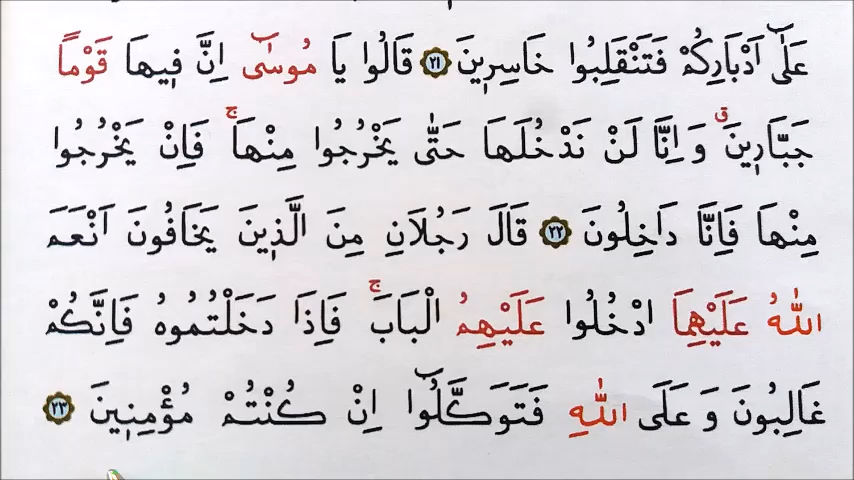 عَلٰٓى اَدْبَارِكُمْ فَتَنْقَلِبُوا خَاسِرٖينَ ﴿٢١﴾ قَالُوا يَا مُوسٰٓى اِنَّ فٖيهَا قَوْمًا
جَبَّارٖينَۗ وَ اِنَّا لَنْ نَدْخُلَهَا حَتّٰى يَخْرُجُوا مِنْهَاۚ فَاِنْ يَخْرُجُوا
مِنْهَا فَاِنَّا دَاخِلُونَ ﴿٢٢﴾ قَالَ رَجُلَانِ مِنَ الَّذٖينَ يَخَافُونَ اَنْعَمَ
اللّٰهُ عَلَيْهِمَا ادْخُلُوا عَلَيْهِمُ الْبَابَۚ فَاِذَا دَخَلْتُمُوهُ فَاِنَّكُمْ
غَالِبُونَ وَ عَلَى اللّٰهِ فَتَوَكَّلُٓوا اِنْ كُنْتُمْ مُؤْمِنٖينَ ﴿٢٣﴾